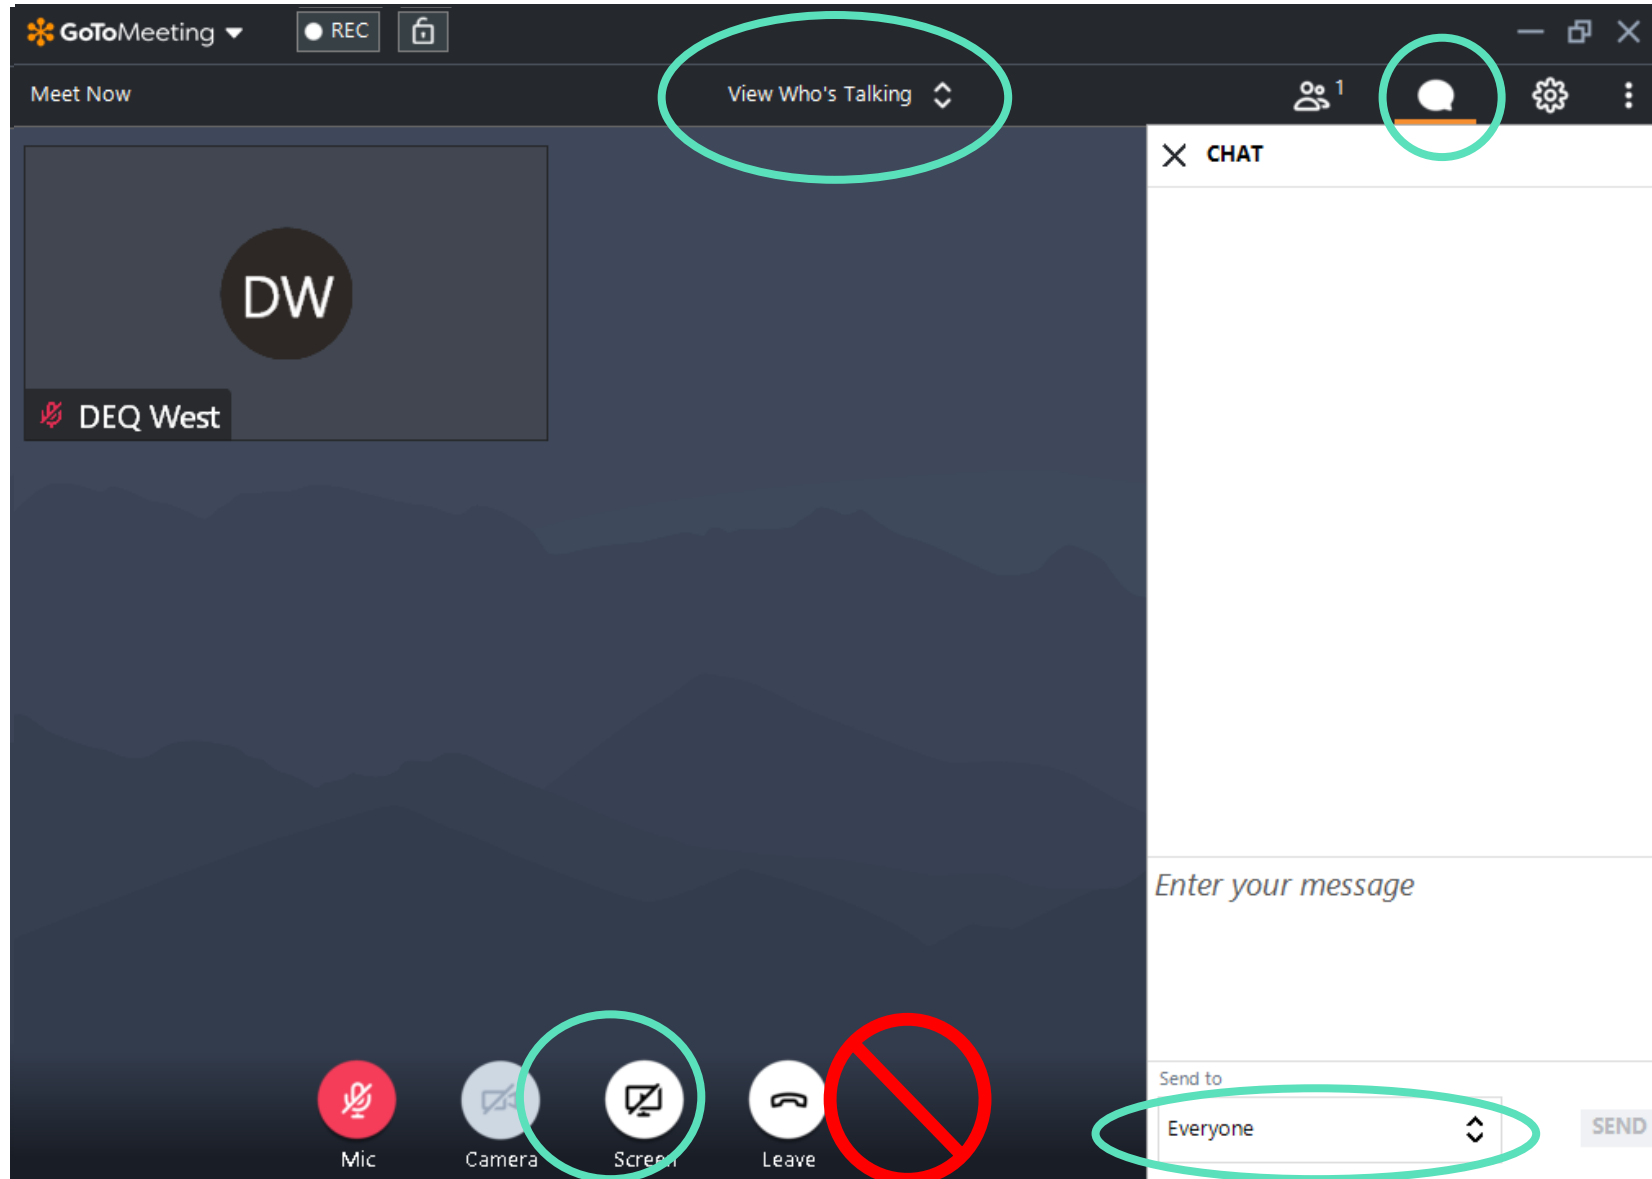 GoToMeeting
REC
Meet Now
View Who's Talking
1
CHAT
DW
DEQ West
Enter your message
Send to
Everyone
SEND
Mic
Camera
Screen
Leave